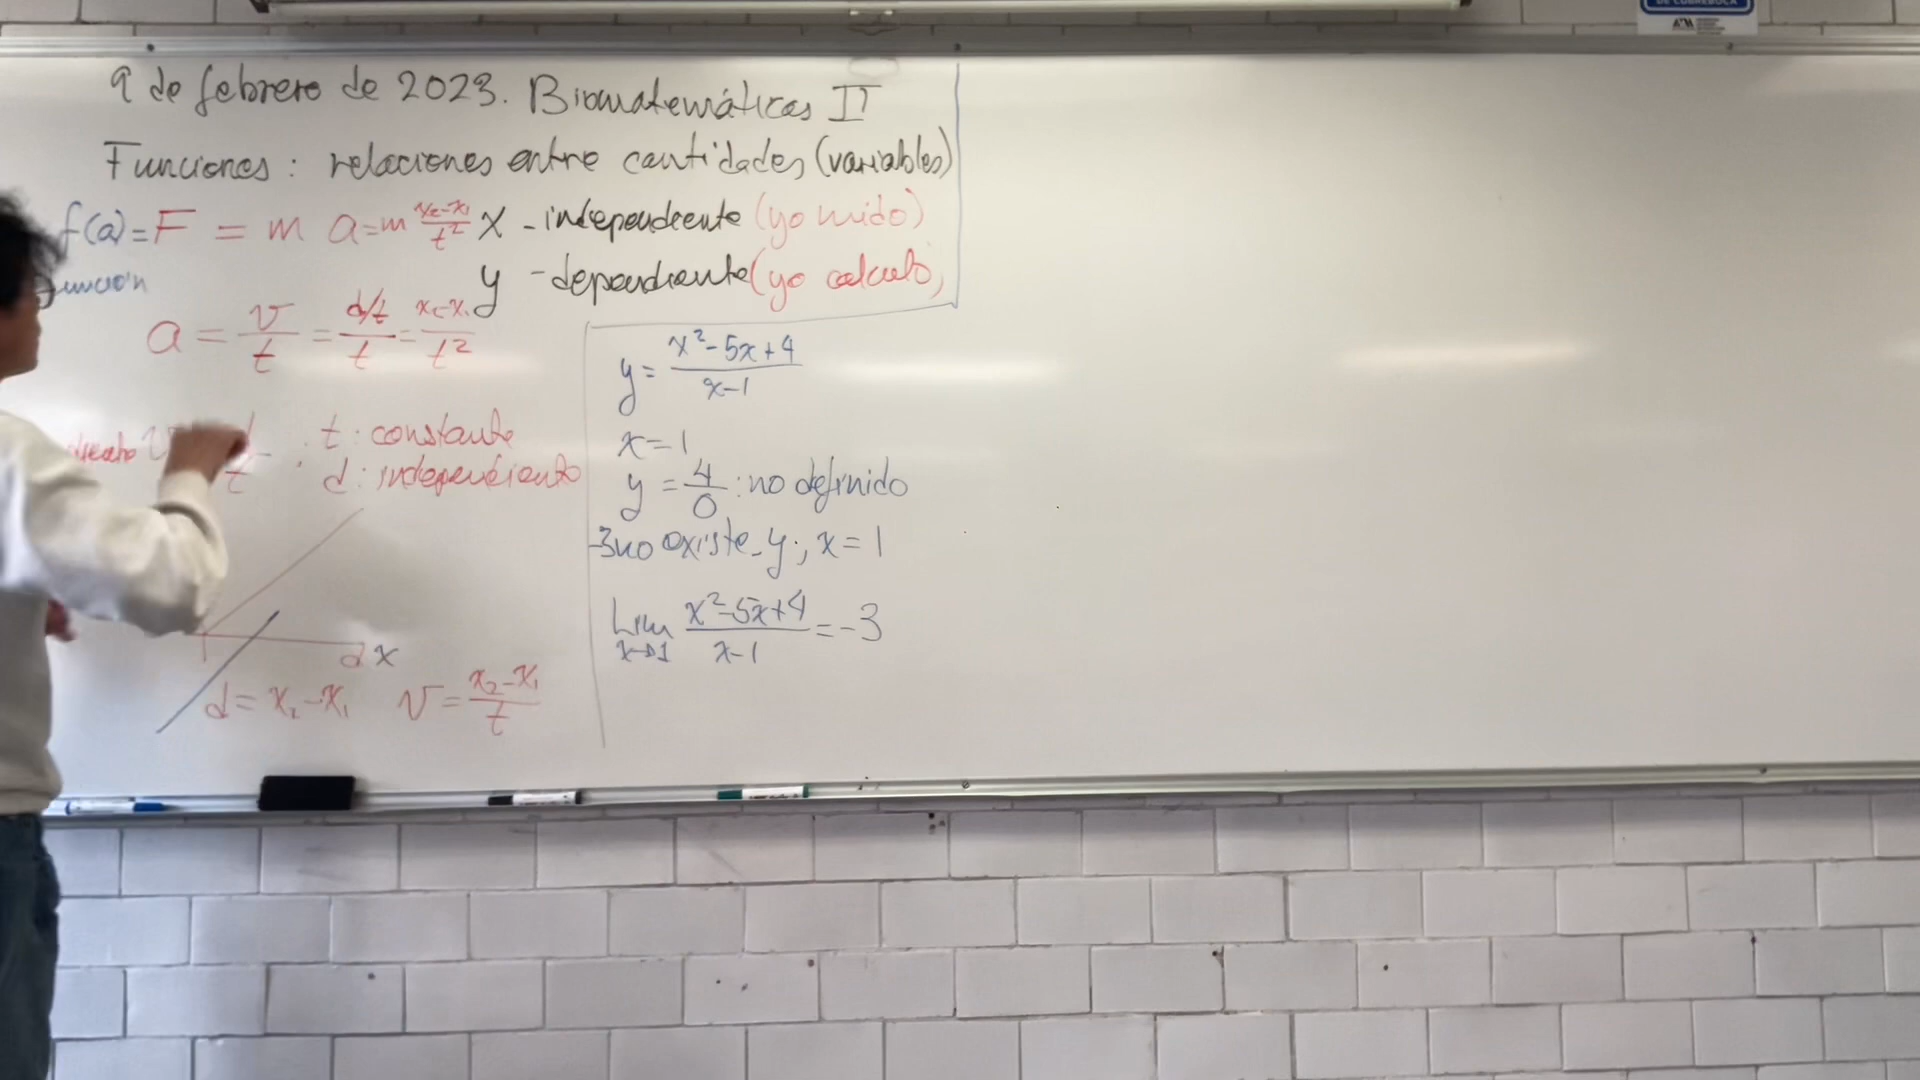 9 de febrero de 2023. Biomatemáticas II
Funciones: relaciones entre cantidades (variables)
f(a) = F = m a = m (x₂-x₁)/t²
x - independiente (yo mido)
función
y - dependiente (yo calculo)
a = v/t = (d/t)/t = (x₂-x₁)/t²
t: constante
d: independiente
d x
d = x₂-x₁ v = (x₂-x₁)/t
y = (x²-5x+4)/(x-1)
x = 1
y = 4/0 : no definido
no existe y; x = 1
Lim x→1 (x²-5x+4)/(x-1) = -3